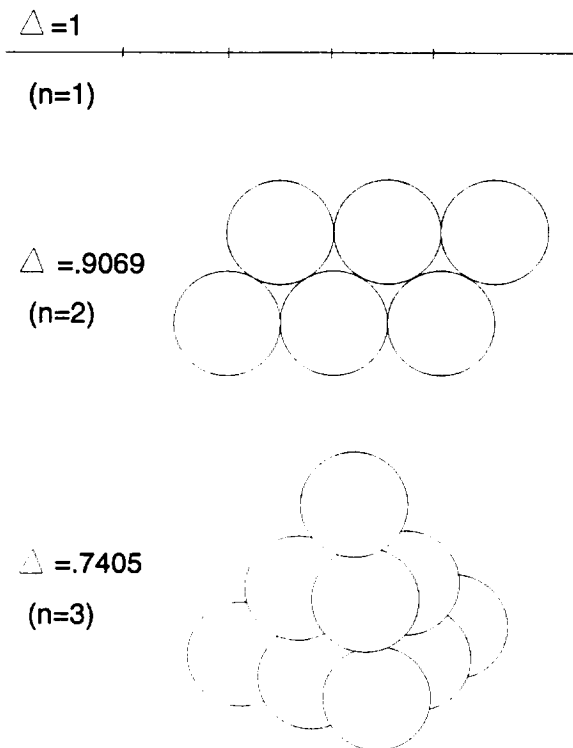 △ =1
(n=1)
△ =.9069
(n=2)
△ =.7405
(n=3)